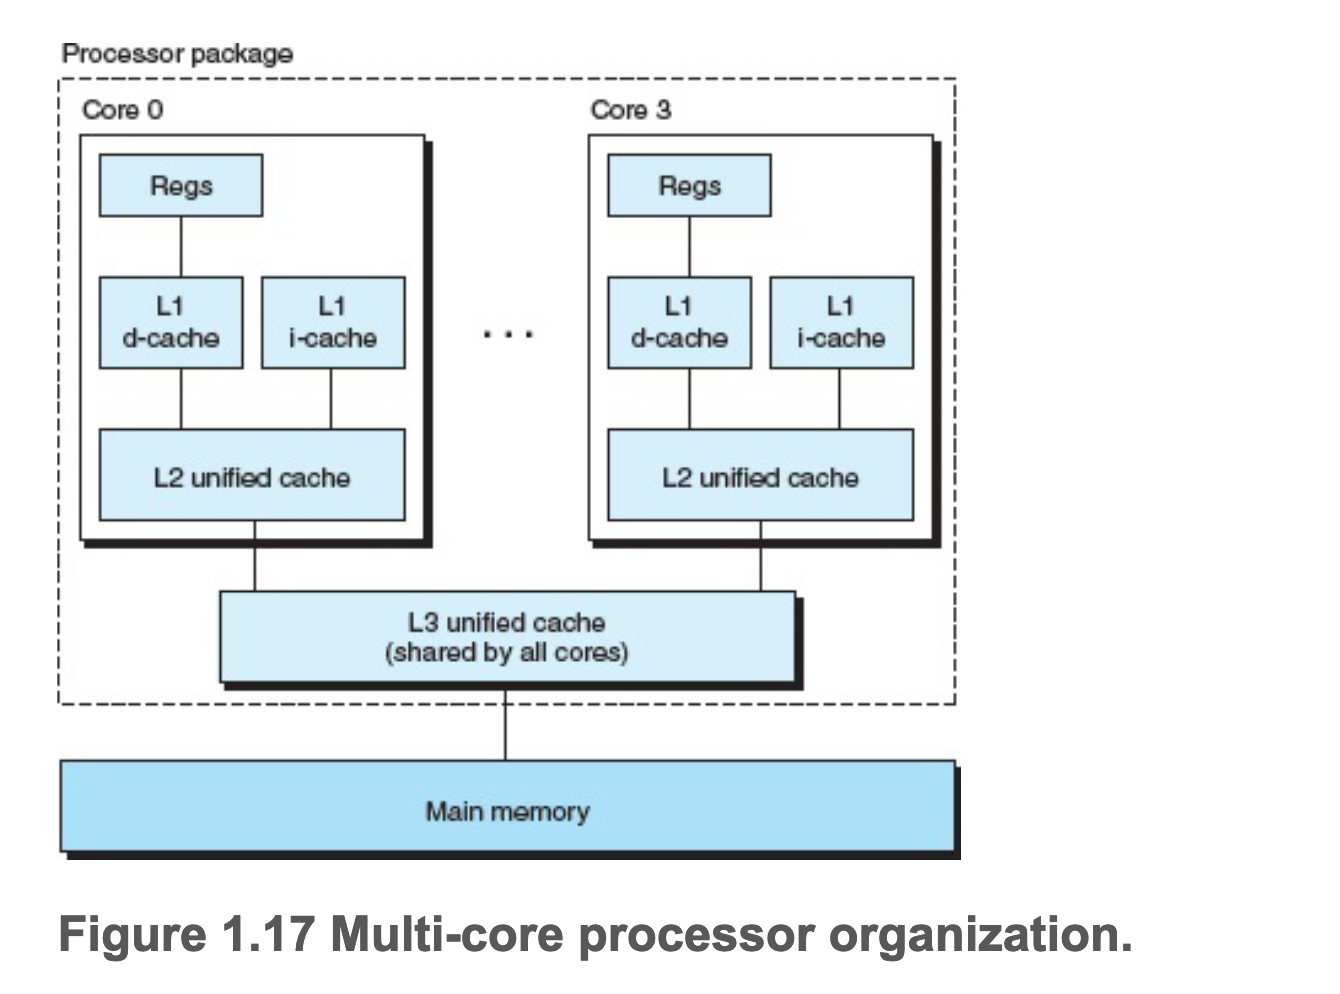 Processor package
Core 0
Core 3
Regs
Regs
L1
d-cache
L1
i-cache
. . .
L1
d-cache
L1
i-cache
L2 unified cache
L2 unified cache
L3 unified cache
(shared by all cores)
Main memory
Figure 1.17 Multi-core processor organization.